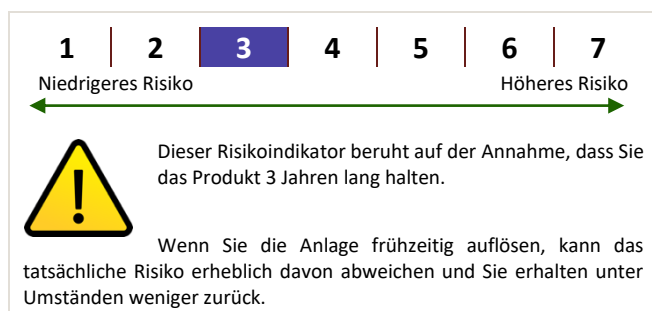 1 2 3 4 5 6 7
Niedrigeres Risiko Höheres Risiko
Dieser Risikoindikator beruht auf der Annahme, dass Sie
das Produkt 3 Jahren lang halten.
Wenn Sie die Anlage frühzeitig auflösen, kann das
tatsächliche Risiko erheblich davon abweichen und Sie erhalten unter
Umständen weniger zurück.